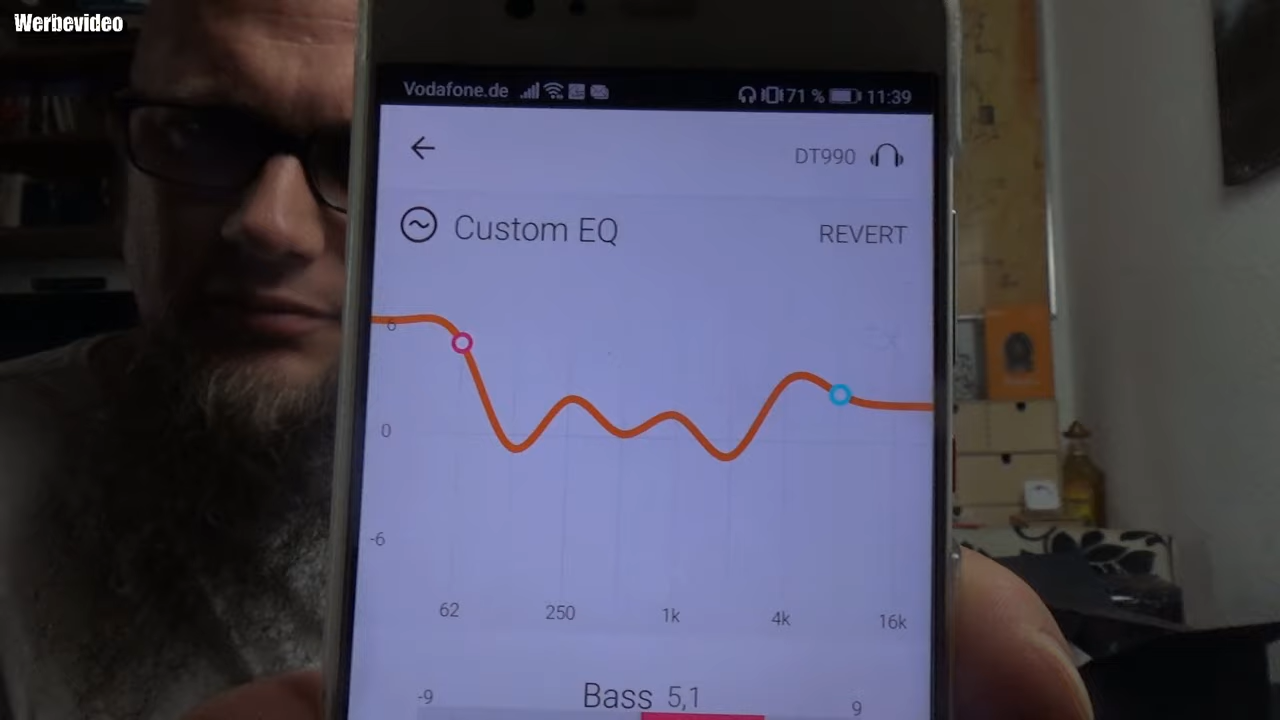 Werbevideo
Vodafone.de 71 % 11:39
DT990
Custom EQ REVERT
6
0
-6
62 250 1k 4k 16k
-9 Bass 5,1 9